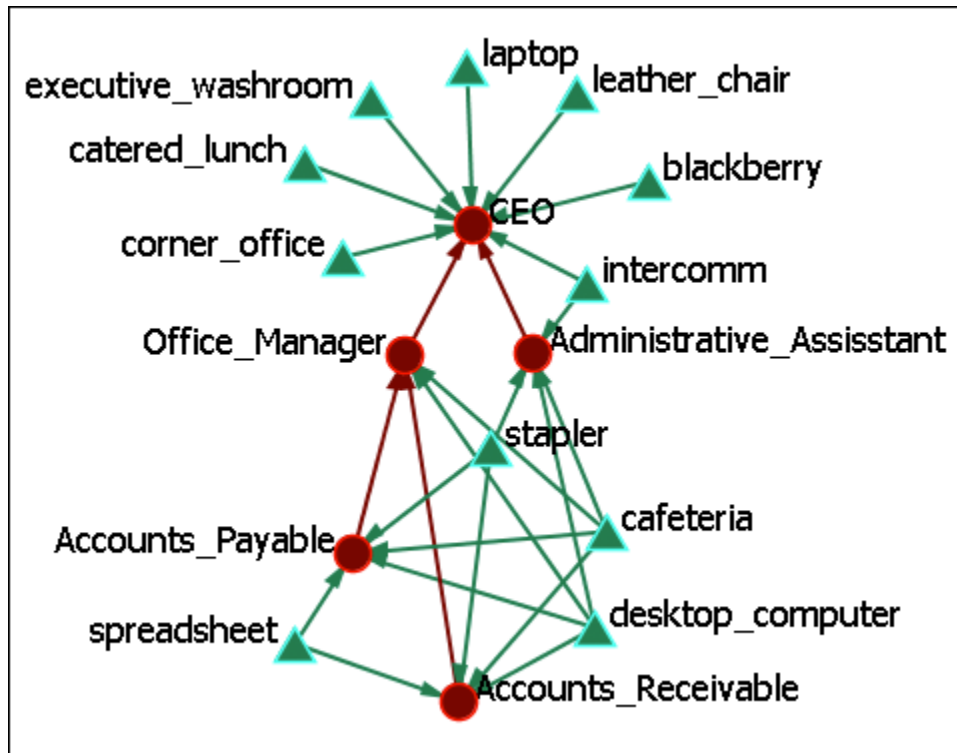 laptop
executive_washroom
leather_chair
catered_lunch
blackberry
CEO
corner_office
intercomm
Office_Manager
Administrative_Assisstant
stapler
cafeteria
Accounts_Payable
desktop_computer
spreadsheet
Accounts_Receivable